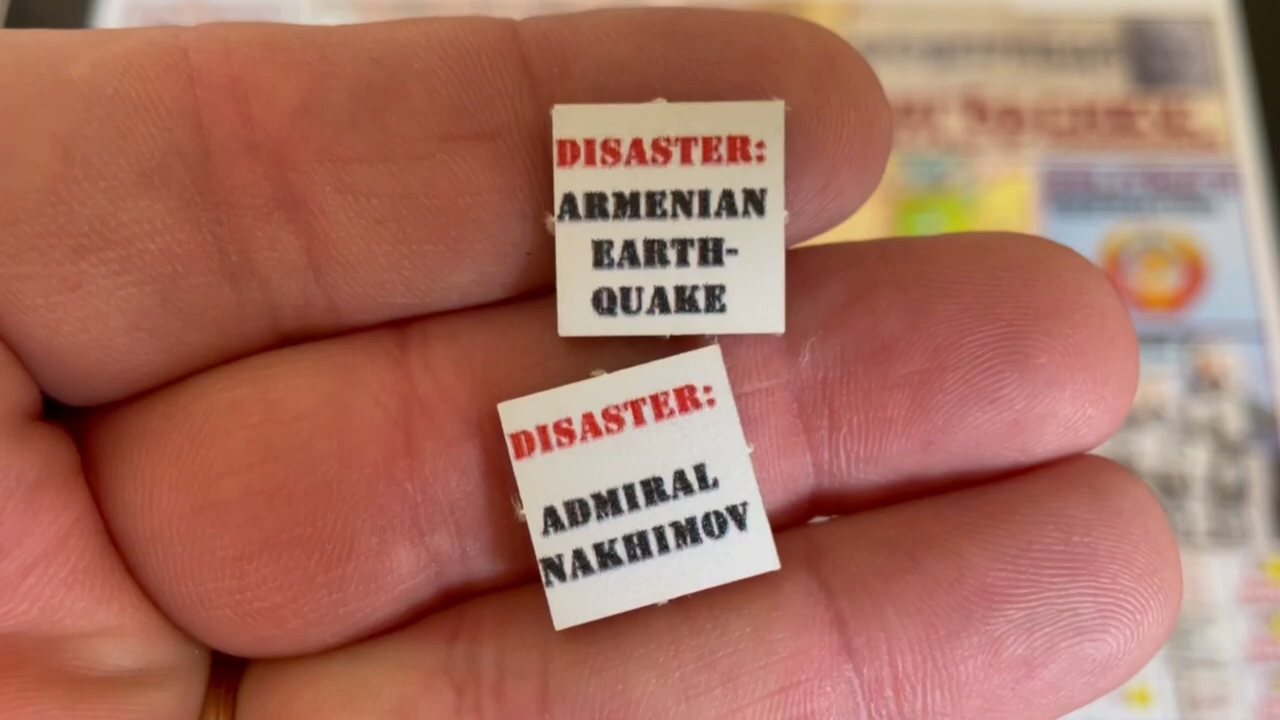 DISASTER:
ARMENIAN
EARTH-
QUAKE
DISASTER:
ADMIRAL
NAKHIMOV